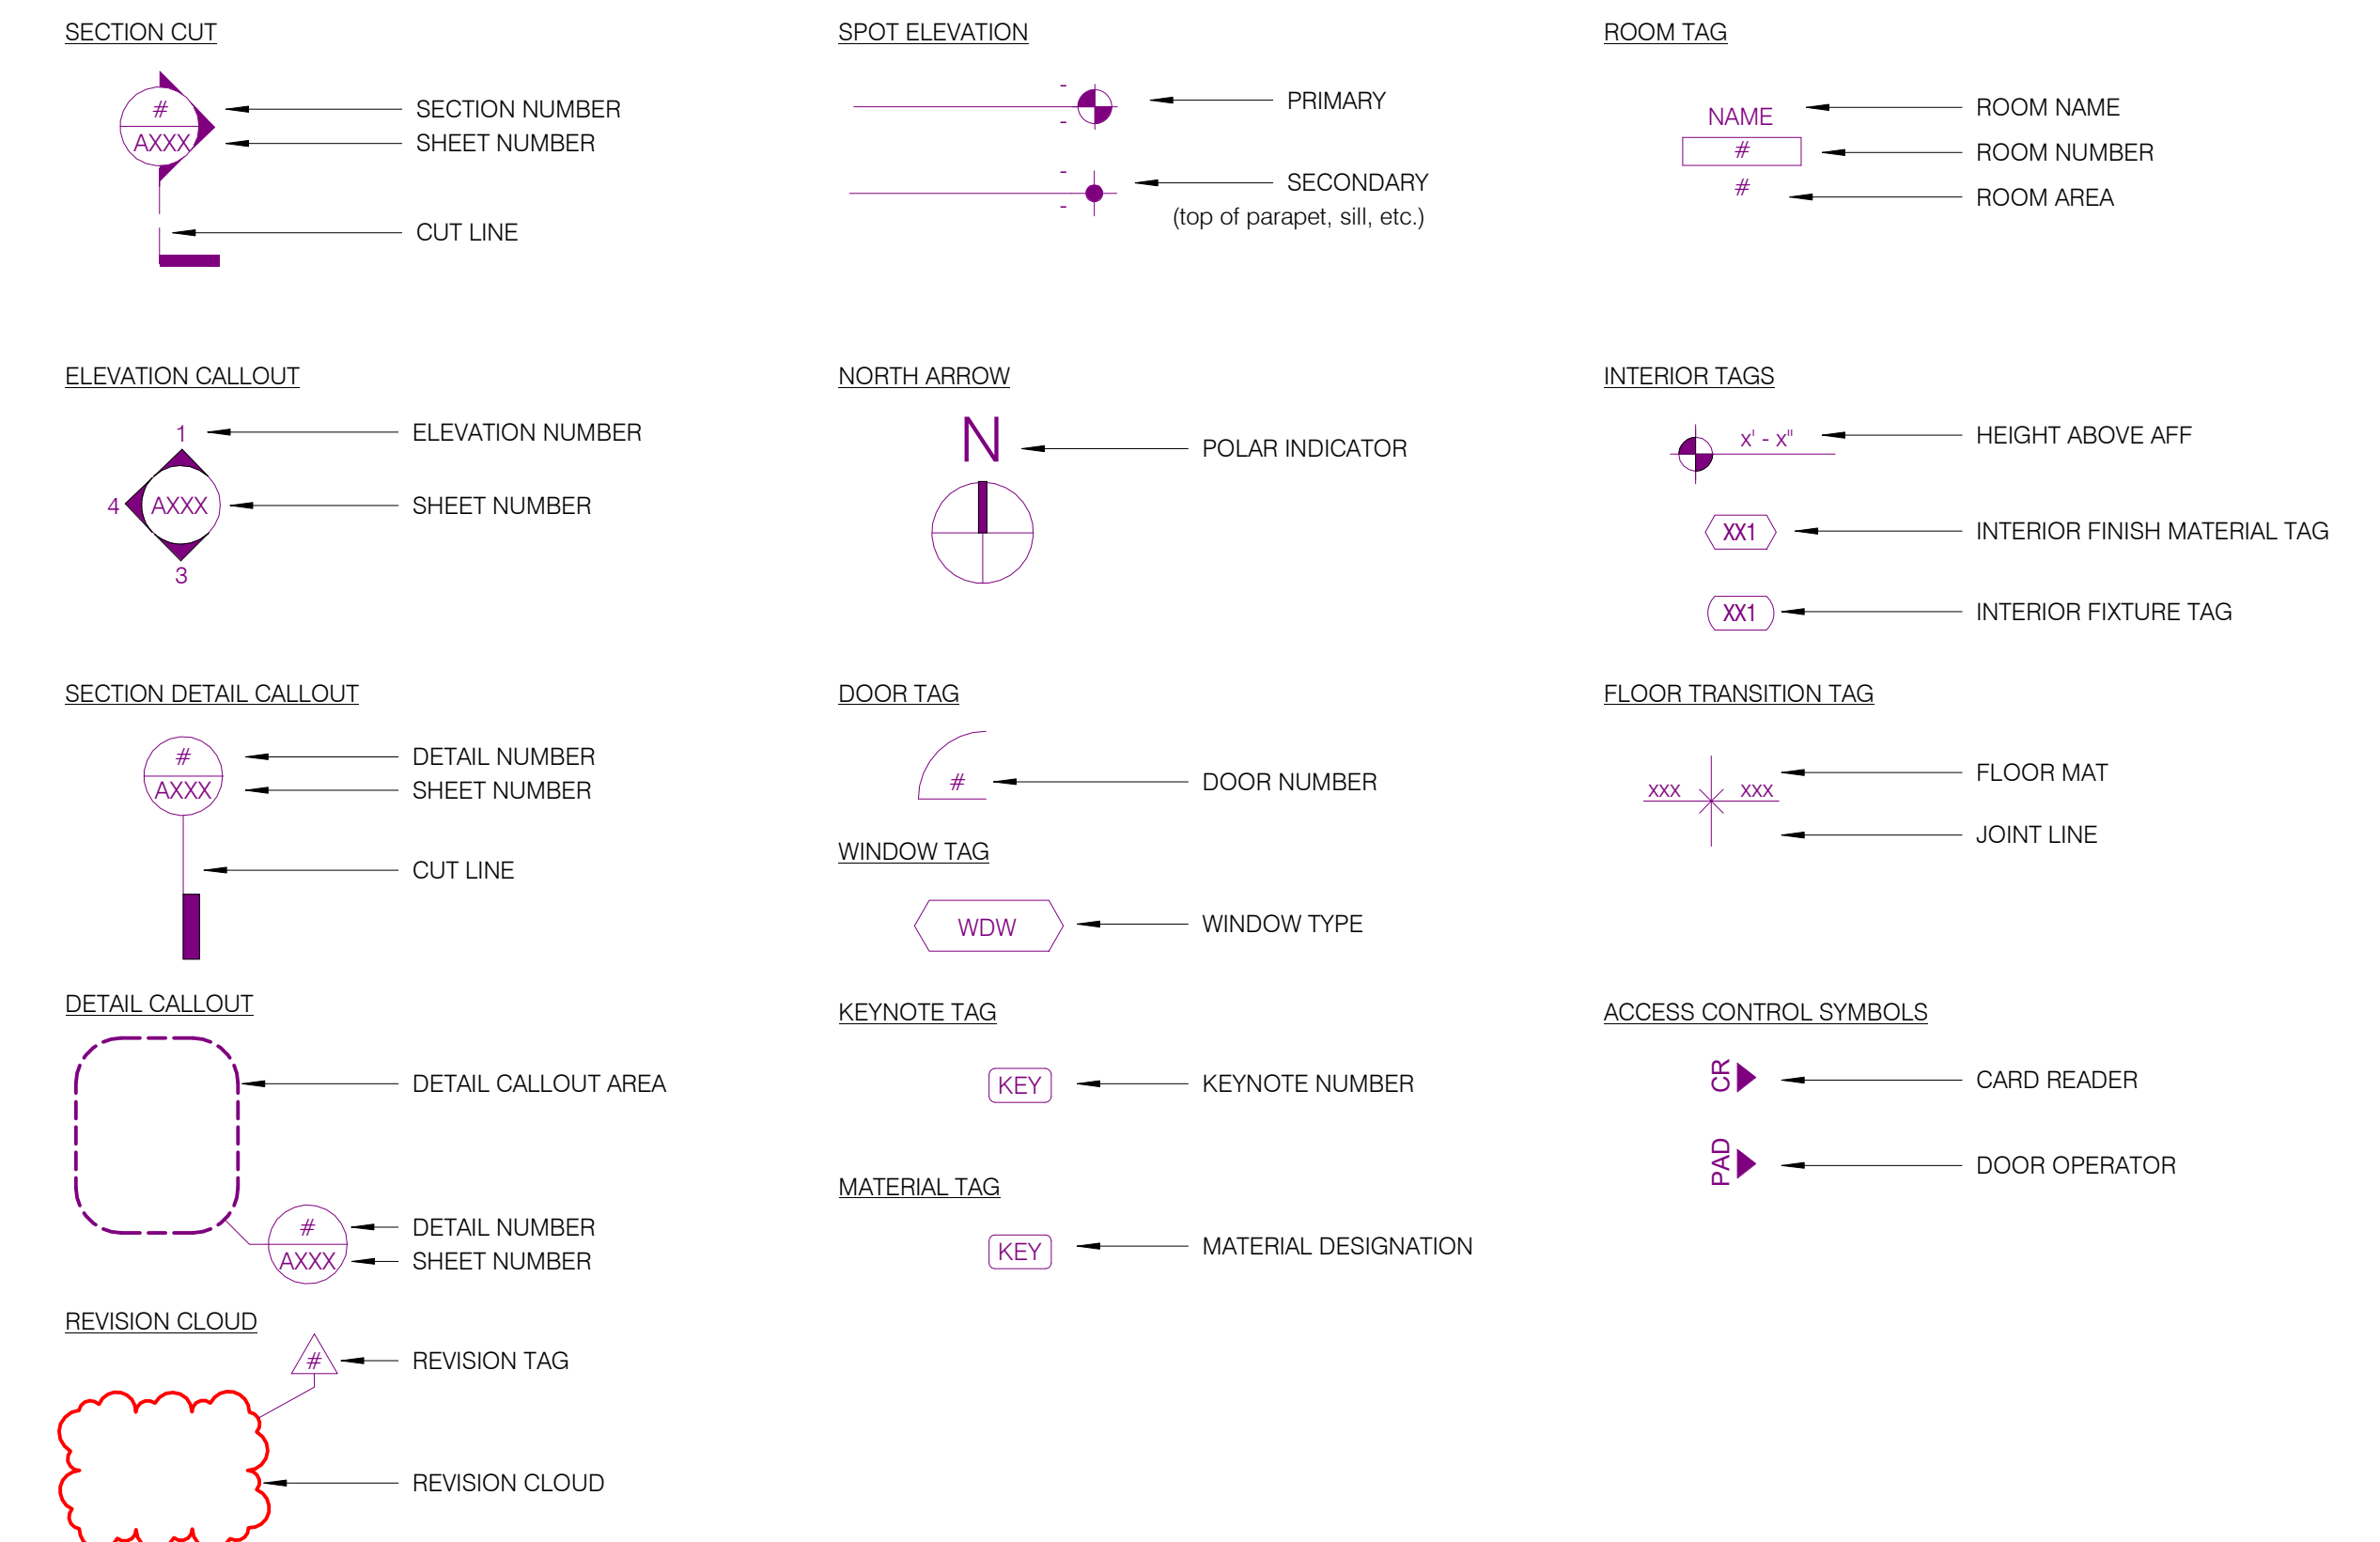 SECTION CUT
#
AXXX
SECTION NUMBER
SHEET NUMBER
CUT LINE
ELEVATION CALLOUT
1
4
AXXX
3
ELEVATION NUMBER
SHEET NUMBER
SECTION DETAIL CALLOUT
#
AXXX
DETAIL NUMBER
SHEET NUMBER
CUT LINE
DETAIL CALLOUT
DETAIL CALLOUT AREA
#
AXXX
DETAIL NUMBER
SHEET NUMBER
REVISION CLOUD
#
REVISION TAG
REVISION CLOUD
SPOT ELEVATION
-
-
PRIMARY
-
-
SECONDARY
(top of parapet, sill, etc.)
NORTH ARROW
N
POLAR INDICATOR
DOOR TAG
#
DOOR NUMBER
WINDOW TAG
WDW
WINDOW TYPE
KEYNOTE TAG
KEY
KEYNOTE NUMBER
MATERIAL TAG
KEY
MATERIAL DESIGNATION
ROOM TAG
NAME
#
#
ROOM NAME
ROOM NUMBER
ROOM AREA
INTERIOR TAGS
x' - x"
HEIGHT ABOVE AFF
XX1
INTERIOR FINISH MATERIAL TAG
XX1
INTERIOR FIXTURE TAG
FLOOR TRANSITION TAG
XXX XXX
FLOOR MAT
JOINT LINE
ACCESS CONTROL SYMBOLS
CR
CARD READER
PAD
DOOR OPERATOR